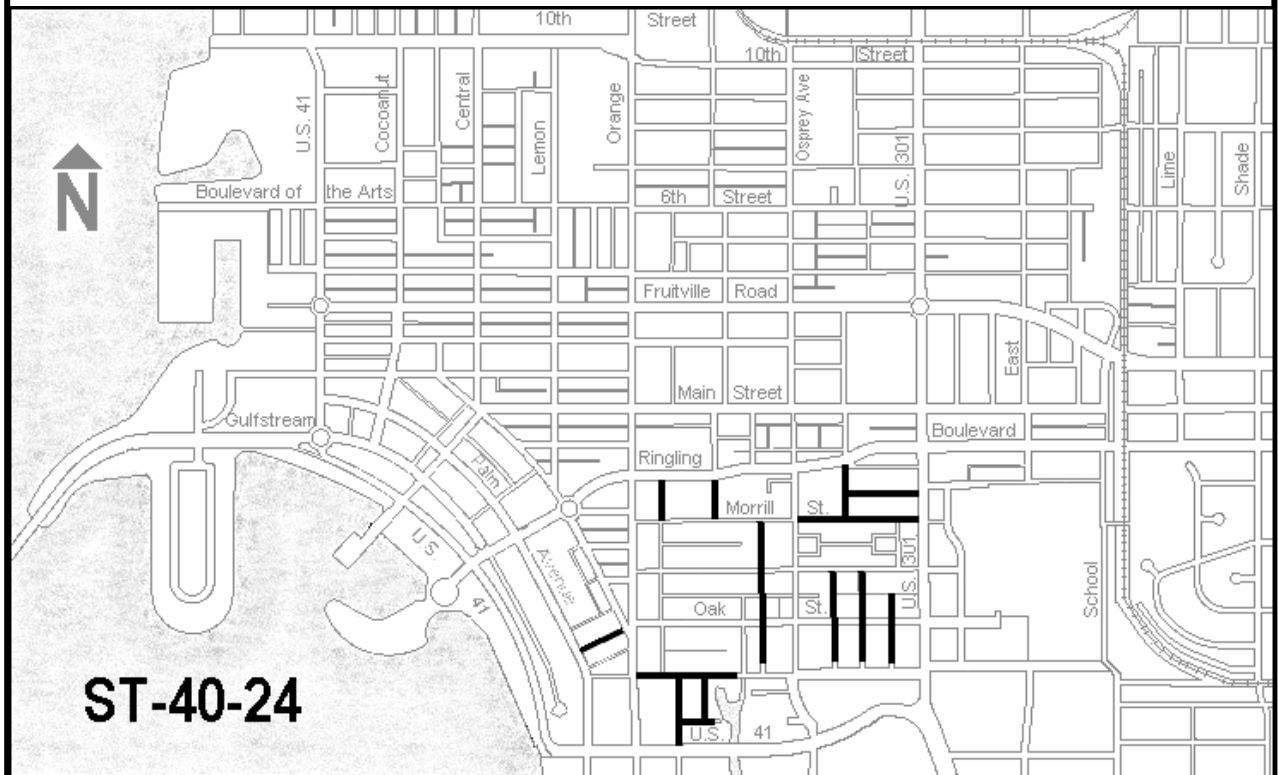 10th Street
10th Street
U.S. 41
Cocoanut
Central
Lemon
Orange
Osprey Ave
U.S. 301
Lime
Shade
N
Boulevard of the Arts
6th Street
Fruitville Road
East
Main Street
Gulfstream
Boulevard
Ringling
Palm
Morrill St.
U.S.
41
Avenue
U.S. 301
School
Oak St.
ST-40-24
U.S. 41